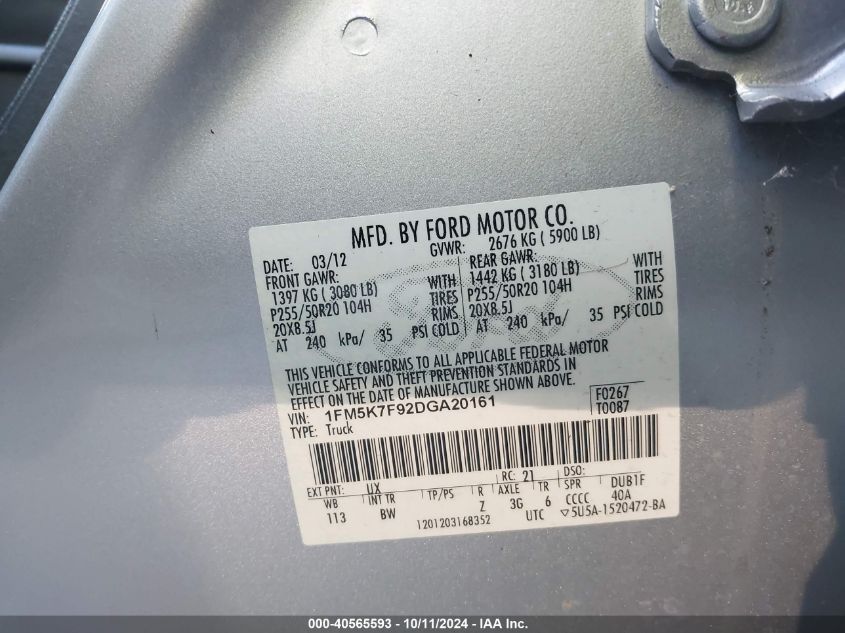 MFD. BY FORD MOTOR CO.
DATE: 03/12 GVWR: 2676 KG ( 5900 LB)
FRONT GAWR: REAR GAWR:
1397 KG ( 3080 LB) WITH 1442 KG ( 3180 LB) WITH
P255/50R20 104H TIRES P255/50R20 104H TIRES
20X8.5J RIMS 20X8.5J RIMS
AT 240 kPa/ 35 PSI COLD AT 240 kPa/ 35 PSI COLD
THIS VEHICLE CONFORMS TO ALL APPLICABLE FEDERAL MOTOR
VEHICLE SAFETY AND THEFT PREVENTION STANDARDS IN
EFFECT ON THE DATE OF MANUFACTURE SHOWN ABOVE.
VIN: 1FM5K7F92DGA20161 F0267
TYPE: Truck T0087
EXT PNT: UX RC: 21 DSO:
WB INT TR TP/PS R AXLE TR SPR DUB1F
113 BW Z 3G 6 CCCC 40A
1201203168352 UTC ▽5U5A-1520472-BA
000-40565593 - 10/11/2024 - IAA Inc.